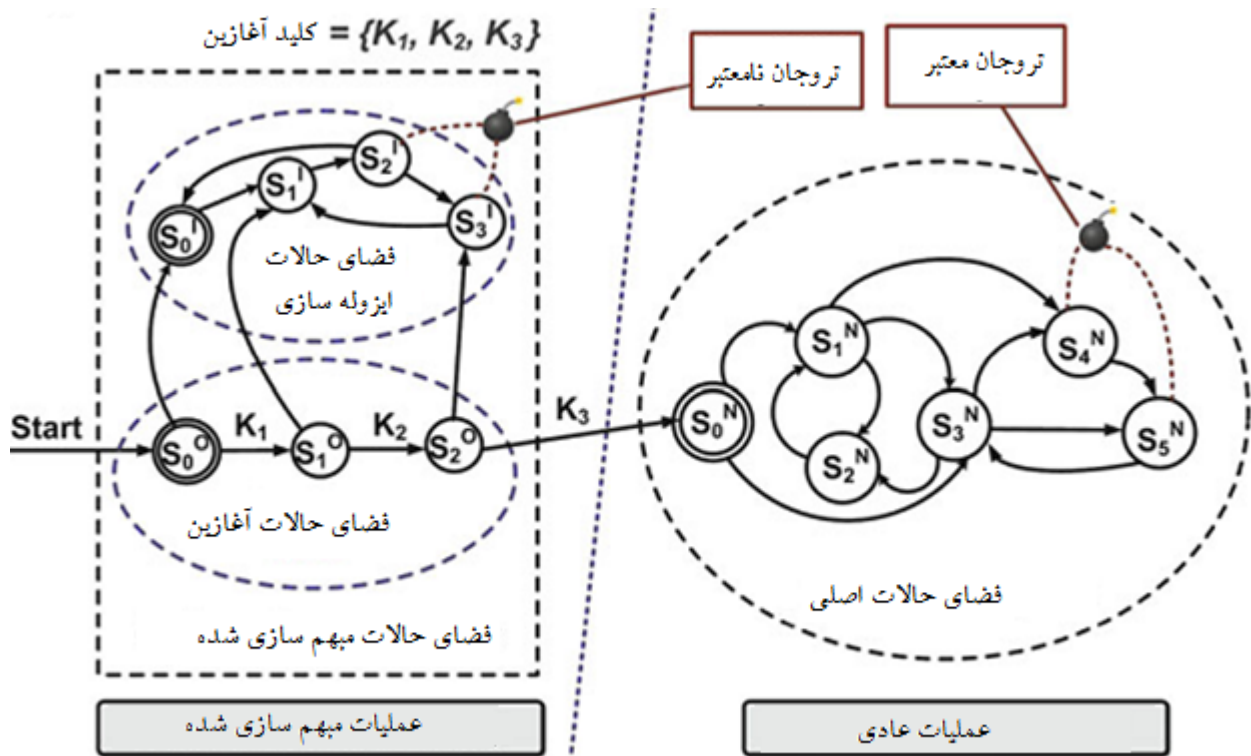 کلید آغازین = {K₁, K₂, K₃}
تروجان نامعتبر
تروجان معتبر
S₂ᴵ
S₁ᴵ
S₃ᴵ
S₀ᴵ
فضای حالات
ایزوله سازی
S₁ᴺ
S₄ᴺ
Start
S₀ᴼ
K₁
S₁ᴼ
K₂
S₂ᴼ
K₃
S₀ᴺ
S₃ᴺ
S₅ᴺ
S₂ᴺ
فضای حالات آغازین
فضای حالات اصلی
فضای حالات مبهم سازی شده
عملیات مبهم سازی شده
عملیات عادی